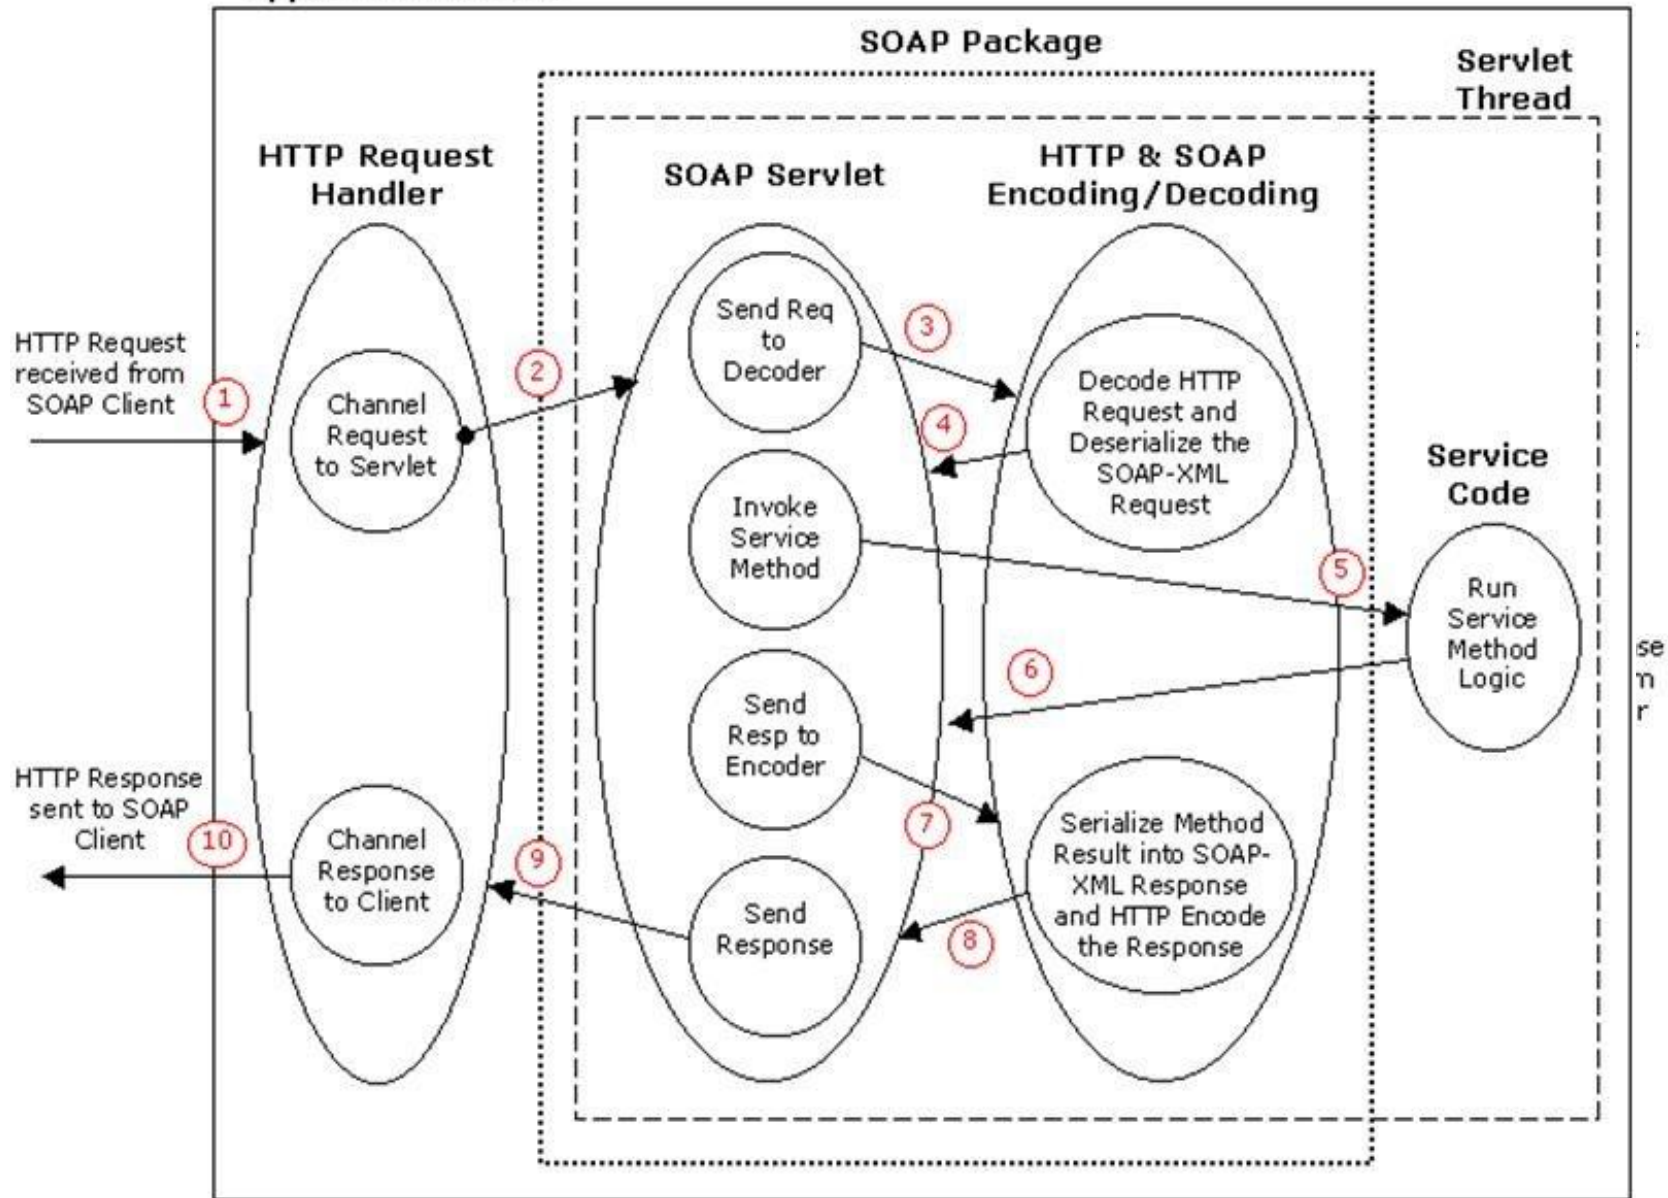 SOAP Package
Servlet
Thread
HTTP Request
Handler
SOAP Servlet
HTTP & SOAP
Encoding/Decoding
HTTP Request
received from
SOAP Client
1
Channel
Request
to Servlet
2
Send Req
to
Decoder
3
Decode HTTP
Request and
Deserialize the
SOAP-XML
Request
4
Invoke
Service
Method
5
Service
Code
Run
Service
Method
Logic
6
Send
Resp to
Encoder
7
Serialize Method
Result into SOAP-
XML Response
and HTTP Encode
the Response
8
Send
Response
9
Channel
Response
to Client
10
HTTP Response
sent to SOAP
Client
se
m
r